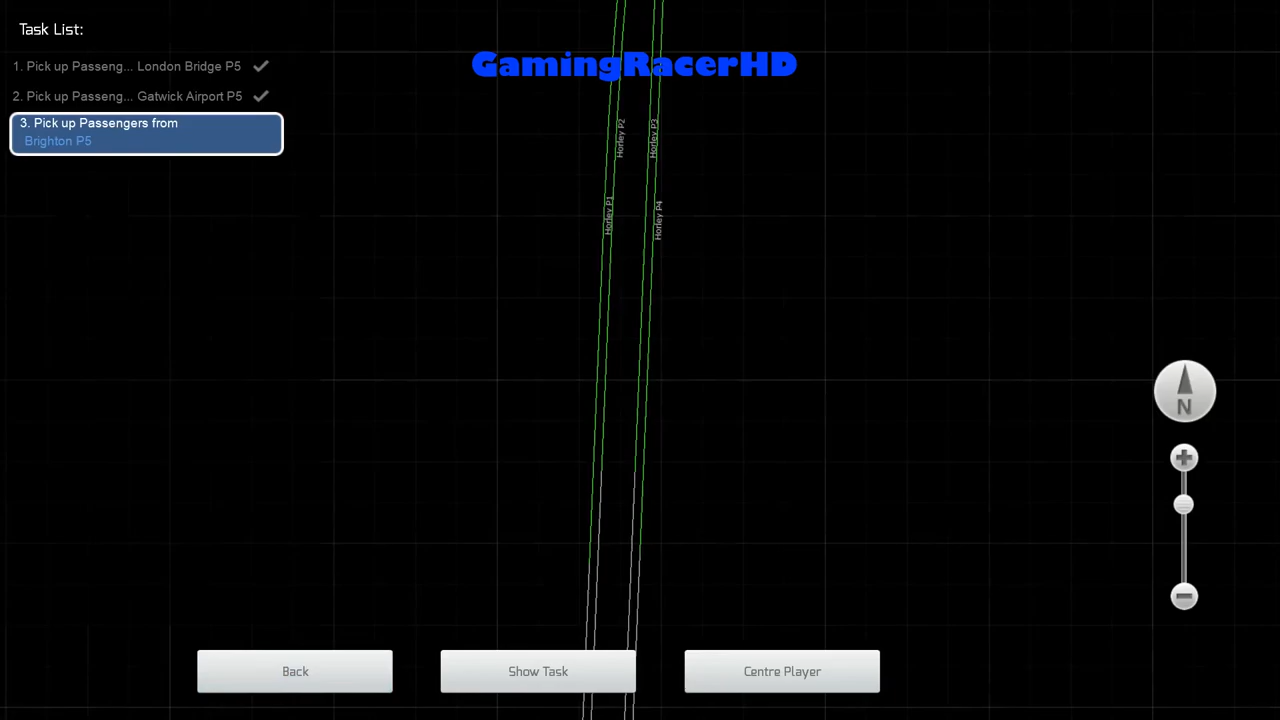 Task List:
GamingRacerHD
1. Pick up Passeng... London Bridge P5
2. Pick up Passeng... Gatwick Airport P5
3. Pick up Passengers from
Brighton P5
Horley P2
Horley P3
Horley P1
Horley P4
N
Back
Show Task
Centre Player